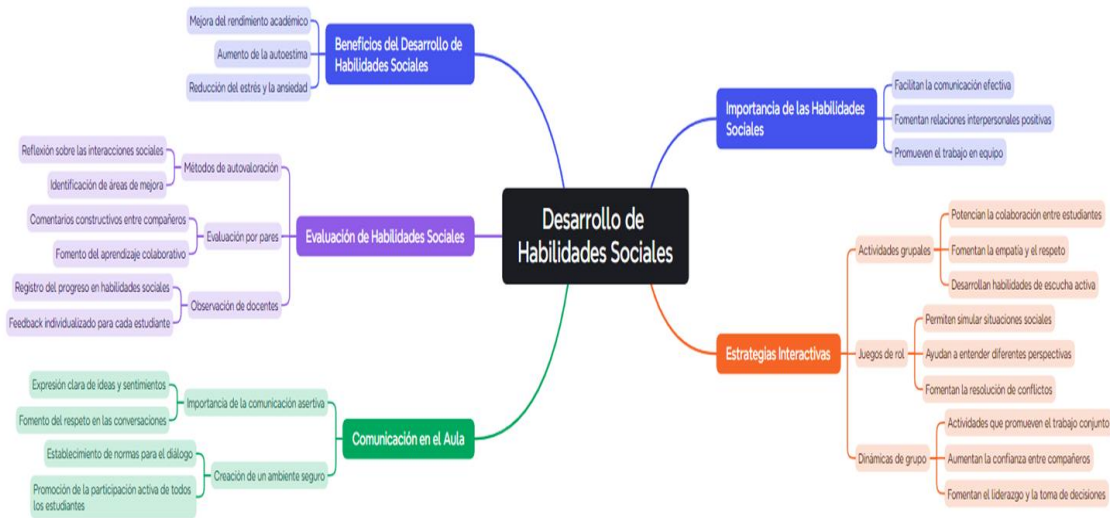 Desarrollo de
Habilidades Sociales
Importancia de las Habilidades
Sociales
Facilitan la comunicación efectiva
Fomentan relaciones interpersonales positivas
Promueven el trabajo en equipo
Estrategias Interactivas
Actividades grupales
Potencian la colaboración entre estudiantes
Fomentan la empatía y el respeto
Desarrollan habilidades de escucha activa
Juegos de rol
Permiten simular situaciones sociales
Ayudan a entender diferentes perspectivas
Fomentan la resolución de conflictos
Dinámicas de grupo
Actividades que promueven el trabajo conjunto
Aumentan la confianza entre compañeros
Fomentan el liderazgo y la toma de decisiones
Beneficios del Desarrollo de
Habilidades Sociales
Mejora del rendimiento académico
Aumento de la autoestima
Reducción del estrés y la ansiedad
Evaluación de Habilidades Sociales
Métodos de autovaloración
Reflexión sobre las interacciones sociales
Identificación de áreas de mejora
Evaluación por pares
Comentarios constructivos entre compañeros
Fomento del aprendizaje colaborativo
Observación de docentes
Registro del progreso en habilidades sociales
Feedback individualizado para cada estudiante
Comunicación en el Aula
Importancia de la comunicación asertiva
Expresión clara de ideas y sentimientos
Fomento del respeto en las conversaciones
Creación de un ambiente seguro
Establecimiento de normas para el diálogo
Promoción de la participación activa de todos
los estudiantes